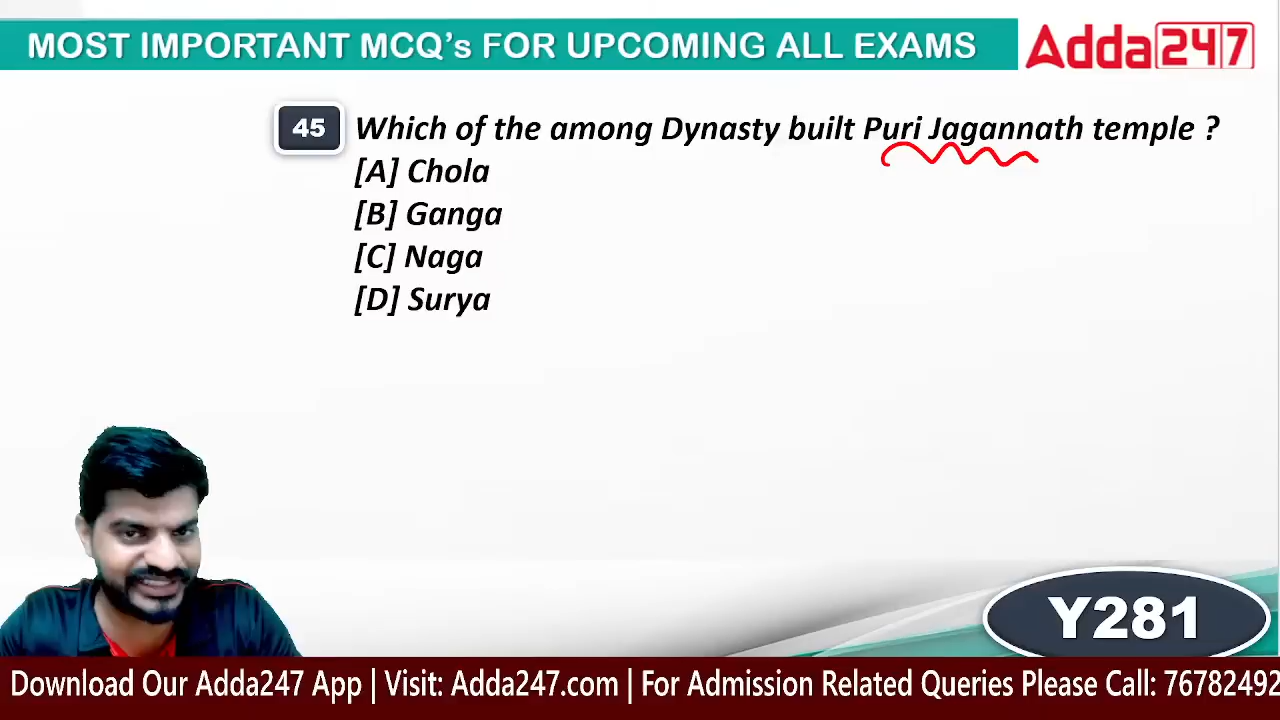 MOST IMPORTANT MCQ's FOR UPCOMING ALL EXAMS
Adda247
45 Which of the among Dynasty built Puri Jagannath temple ?
[A] Chola
[B] Ganga
[C] Naga
[D] Surya
Y281
Download Our Adda247 App | Visit: Adda247.com | For Admission Related Queries Please Call: 76782492